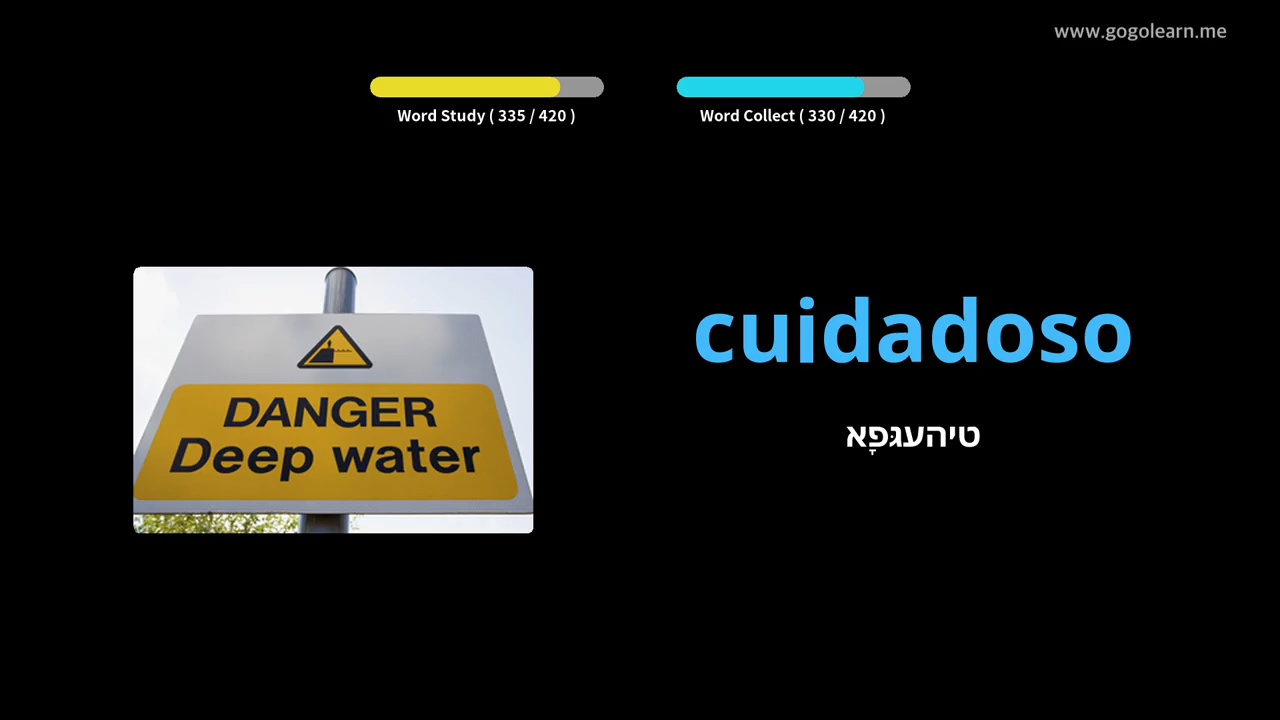 www.gogolearn.me
Word Study ( 335 / 420 )
Word Collect ( 330 / 420 )
DANGER
Deep water
cuidadoso
טיהעגּפָא